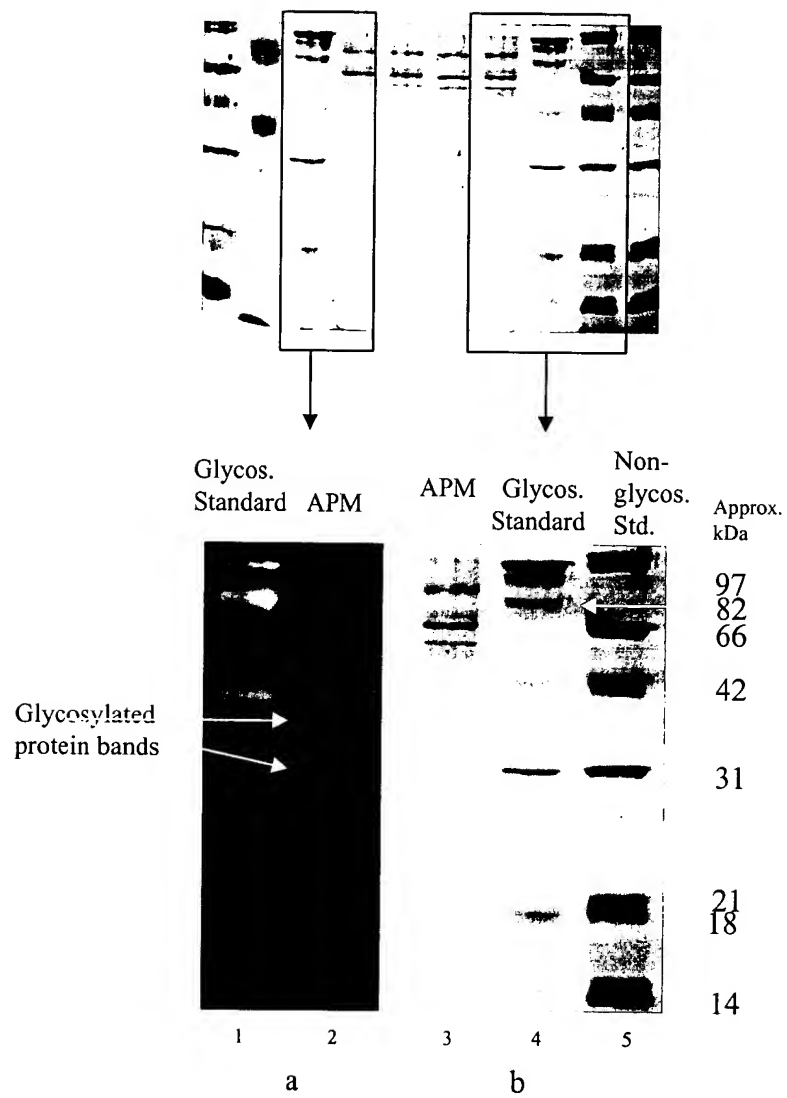 Glycos.
Standard
APM
APM
Glycos.
Standard
Non-
glycos.
Std.
Approx.
kDa
97
82
66
42
31
21
18
14
Glycosylated
protein bands
1
2
3
4
5
a
b